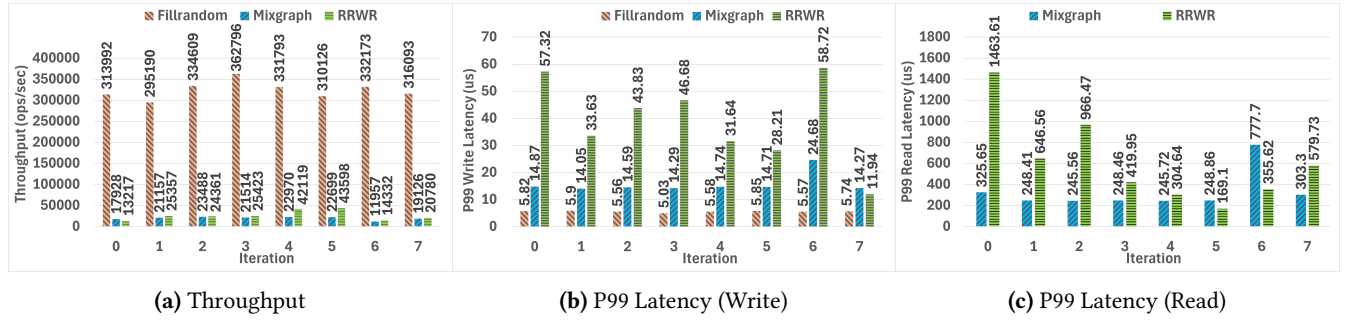 Fillrandom Mixgraph RRWR
Throughput (ops/sec)
400000
350000
300000
250000
200000
150000
100000
50000
0
313992 17928 13217
295190 21157 25357
334609 23488 24361
362796 21514 25423
331793 22970 42119
310126 22699 43598
332173 11957 14332
316093 19126 20780
0 1 2 3 4 5 6 7
Iteration
(a) Throughput
Fillrandom Mixgraph RRWR
P99 Write Latency (us)
70
60
50
40
30
20
10
0
5.82 14.87 57.32
5.9 14.05 33.63
5.56 14.59 43.83
5.03 14.29 46.68
5.58 14.74 31.64
5.85 14.71 28.21
5.57 24.68 58.72
5.74 14.27 11.94
0 1 2 3 4 5 6 7
Iteration
(b) P99 Latency (Write)
Mixgraph RRWR
P99 Read Latency (us)
1800
1600
1400
1200
1000
800
600
400
200
0
325.65 1463.61
248.41 646.56
245.56 966.47
248.46 419.95
245.72 304.64
248.86 169.1
777.7 355.62
303.3 579.73
0 1 2 3 4 5 6 7
Iteration
(c) P99 Latency (Read)